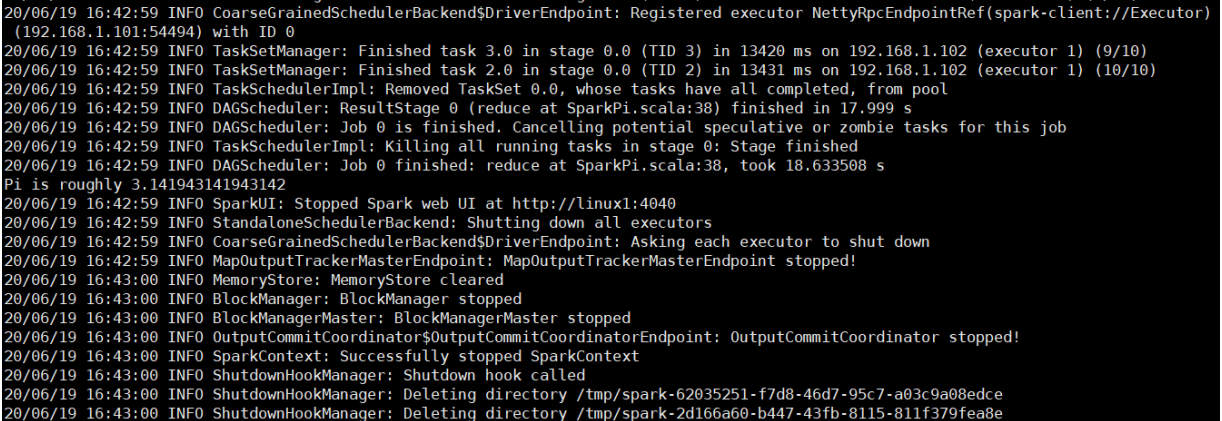 20/06/19 16:42:59 INFO CoarseGrainedSchedulerBackend$DriverEndpoint: Registered executor NettyRpcEndpointRef(spark-client://Executor)
(192.168.1.101:54494) with ID 0
20/06/19 16:42:59 INFO TaskSetManager: Finished task 3.0 in stage 0.0 (TID 3) in 13420 ms on 192.168.1.102 (executor 1) (9/10)
20/06/19 16:42:59 INFO TaskSetManager: Finished task 2.0 in stage 0.0 (TID 2) in 13431 ms on 192.168.1.102 (executor 1) (10/10)
20/06/19 16:42:59 INFO TaskSchedulerImpl: Removed TaskSet 0.0, whose tasks have all completed, from pool
20/06/19 16:42:59 INFO DAGScheduler: ResultStage 0 (reduce at SparkPi.scala:38) finished in 17.999 s
20/06/19 16:42:59 INFO DAGScheduler: Job 0 is finished. Cancelling potential speculative or zombie tasks for this job
20/06/19 16:42:59 INFO TaskSchedulerImpl: Killing all running tasks in stage 0: Stage finished
20/06/19 16:42:59 INFO DAGScheduler: Job 0 finished: reduce at SparkPi.scala:38, took 18.633508 s
Pi is roughly 3.141943141943142
20/06/19 16:42:59 INFO SparkUI: Stopped Spark web UI at http://linux1:4040
20/06/19 16:42:59 INFO StandaloneSchedulerBackend: Shutting down all executors
20/06/19 16:42:59 INFO CoarseGrainedSchedulerBackend$DriverEndpoint: Asking each executor to shut down
20/06/19 16:42:59 INFO MapOutputTrackerMasterEndpoint: MapOutputTrackerMasterEndpoint stopped!
20/06/19 16:43:00 INFO MemoryStore: MemoryStore cleared
20/06/19 16:43:00 INFO BlockManager: BlockManager stopped
20/06/19 16:43:00 INFO BlockManagerMaster: BlockManagerMaster stopped
20/06/19 16:43:00 INFO OutputCommitCoordinator$OutputCommitCoordinatorEndpoint: OutputCommitCoordinator stopped!
20/06/19 16:43:00 INFO SparkContext: Successfully stopped SparkContext
20/06/19 16:43:00 INFO ShutdownHookManager: Shutdown hook called
20/06/19 16:43:00 INFO ShutdownHookManager: Deleting directory /tmp/spark-62035251-f7d8-46d7-95c7-a03c9a08edce
20/06/19 16:43:00 INFO ShutdownHookManager: Deleting directory /tmp/spark-2d166a60-b447-43fb-8115-811f379fea8e